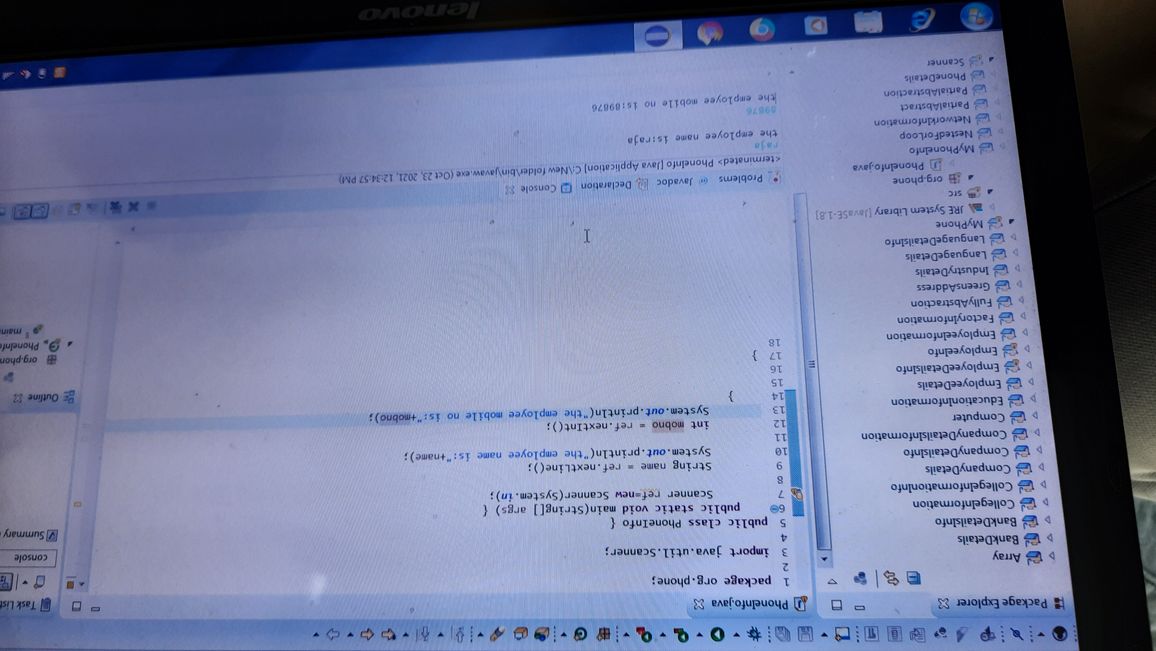 Package Explorer
Array
BankDetails
BankDetailsInfo
CollegeInformation
CollegeInformationInfo
CompanyDetails
CompanyDetailsInfo
CompanyDetailsInformation
Computer
EducationInformation
EmployeeDetails
EmployeeDetailsInfo
EmployeeInfo
EmployeeInformation
FactoryInformation
FullyAbstraction
GreensAddress
IndustryDetails
LanguageDetails
LanguageDetailsInfo
MyPhone
JRE System Library [JavaSE-1.8]
src
org.phone
PhoneInfo.java
MyPhoneInfo
NestedForLoop
NetworkInformation
PartialAbstract
PartialAbstraction
PhoneDetails
Scanner
PhoneInfo.java
1 package org.phone;
2
3 import java.util.Scanner;
4
5 public class PhoneInfo {
6 public static void main(String[] args) {
7 Scanner ref=new Scanner(System.in);
8
9 String name = ref.nextLine();
10 System.out.println("the employee name is:"+name);
11
12 int mobno = ref.nextInt();
13 System.out.println("the employee mobile no is:"+mobno);
14 }
15
16
17 }
18
Problems Javadoc Declaration Console
<terminated> PhoneInfo [Java Application] C:\New folder\bin\javaw.exe (Oct 23, 2021, 12:34:57 PM)
raja
the employee name is:raja
89876
the employee mobile no is:89876
Task List
console
Summary
Outline
org.phon
PhoneInfo
main
lenovo